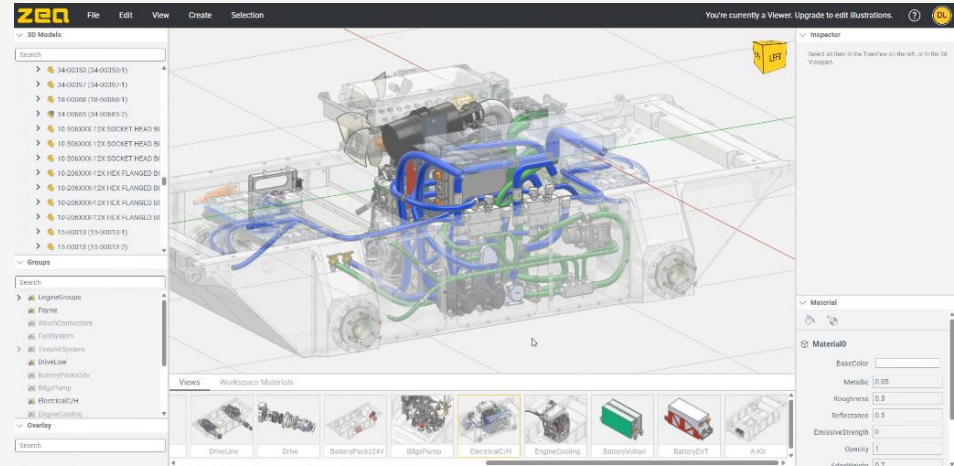 zea
File
Edit
View
Create
Selection
You're currently a Viewer. Upgrade to edit illustrations.
?
DL
3D Models
Search
34-00353 (34-00353-1)
34-00397 (34-00397-1)
18-00068 (18-00068-1)
34-00685 (34-00685-2)
10-306XXX-12X SOCKET HEAD B
10-306XXX-12X SOCKET HEAD B
10-306XXX-12X SOCKET HEAD B
10-206XXX-12X HEX FLANGED B
10-206XXX-12X HEX FLANGED B
10-206XXX-12X HEX FLANGED B
10-206XXX-12X HEX FLANGED B
15-00013 (15-00013-1)
15-00013 (15-00013-2)
Groups
Search
EngineGroups
Frame
WinchConnectors
FuelSystem
TiresAirSystem
DriveLine
BatteryPacks24v
BilgePump
ElectricalC/H
EngineCooling
Overlay
Search
LEFT
Views
Workspace Materials
DriveLine
Drive
BatteryPacks24V
BilgePump
ElectricalC/H
EngineCooling
BatteryVoltarl
BatteryEVT
A-Kit
Inspector
Select an item in the TreeView on the left, or in the 3d
Viewport.
Material
Material0
BaseColor
Metallic 0.05
Roughness 0.5
Reflectance 0.5
EmissiveStrength 0
Opacity 1
EdgeWeight 0.7